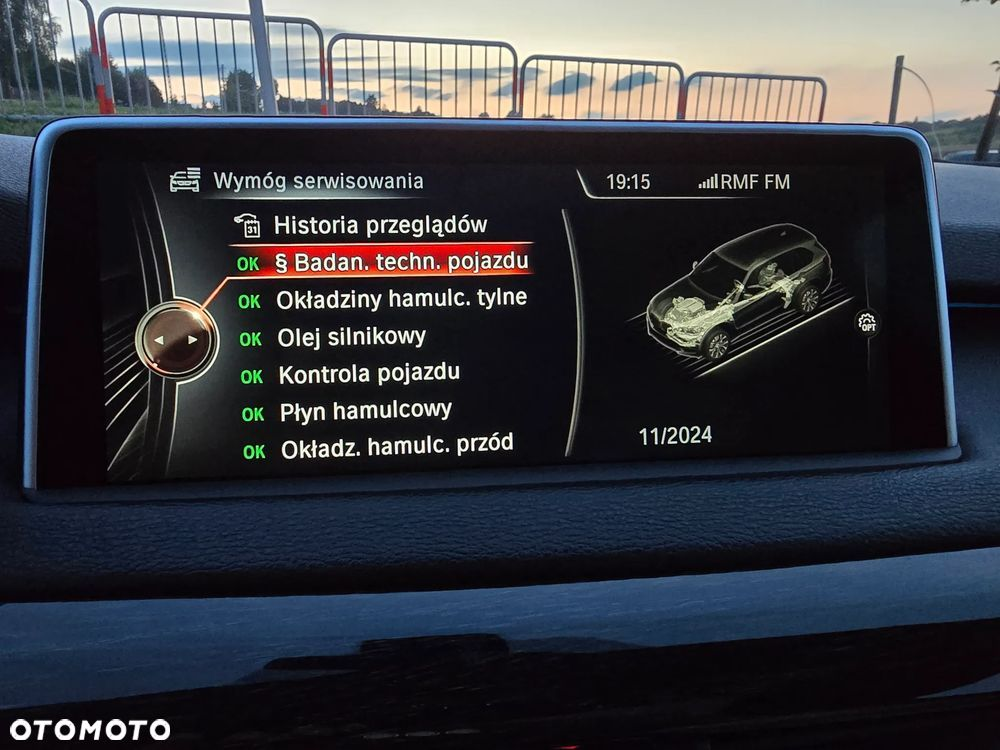 Wymóg serwisowania
19:15
RMF FM
31
Historia przeglądów
OK § Badan. techn. pojazdu
OK Okładziny hamulc. tylne
OK Olej silnikowy
OK Kontrola pojazdu
OK Płyn hamulcowy
OK Okładz. hamulc. przód
OPT
11/2024
OTOMOTO